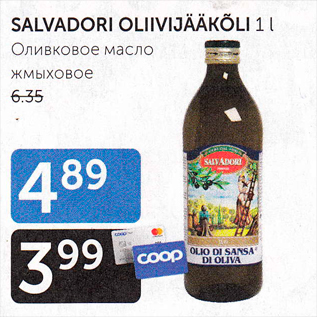 SALVADORI OLIIVIJÄÄKÕLI 1 l
Оливковое масло
жмыховое
6.35
4.89
3.99
coop
SALVADORI
OLIO DI SANSA
DI OLIVA